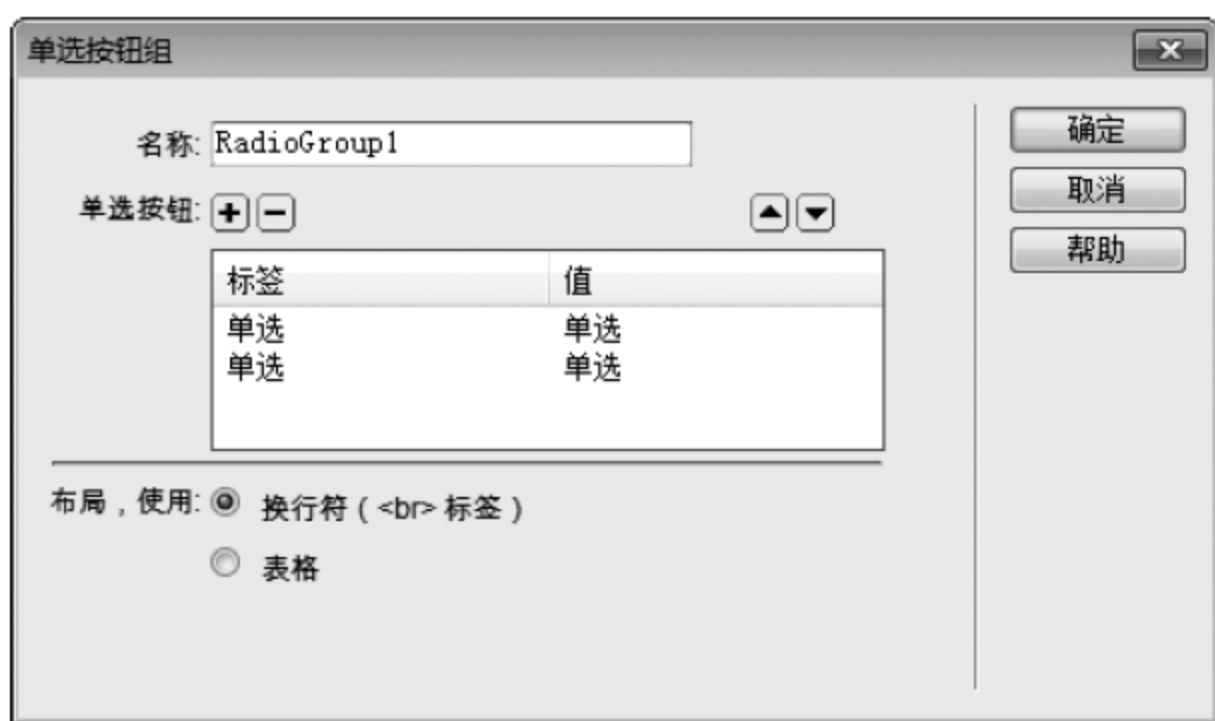 单选按钮组
名称: RadioGroup1
确定
取消
帮助
单选按钮:
标签 值
单选 单选
单选 单选
布局，使用: 换行符（<br> 标签）
表格